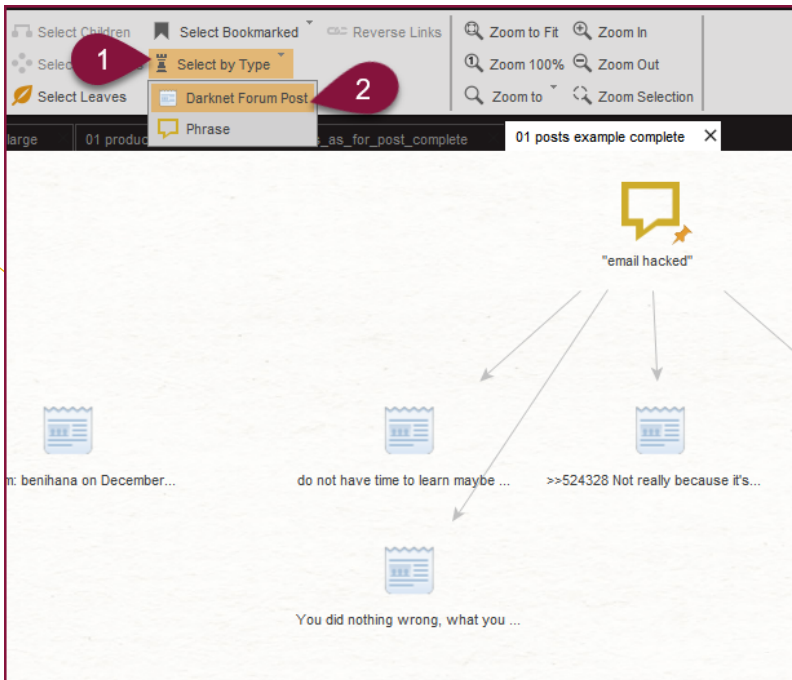 Select Children
Select Bookmarked
Reverse Links
Zoom to Fit
Zoom In
1
Select by Type
Zoom 100%
Zoom Out
Select Leaves
Darknet Forum Post
2
Zoom to
Zoom Selection
Phrase
large
01 produc
s_as_for_post_complete
01 posts example complete
"email hacked"
m: benihana on December...
do not have time to learn maybe ...
>>524328 Not really because it's...
You did nothing wrong, what you ...